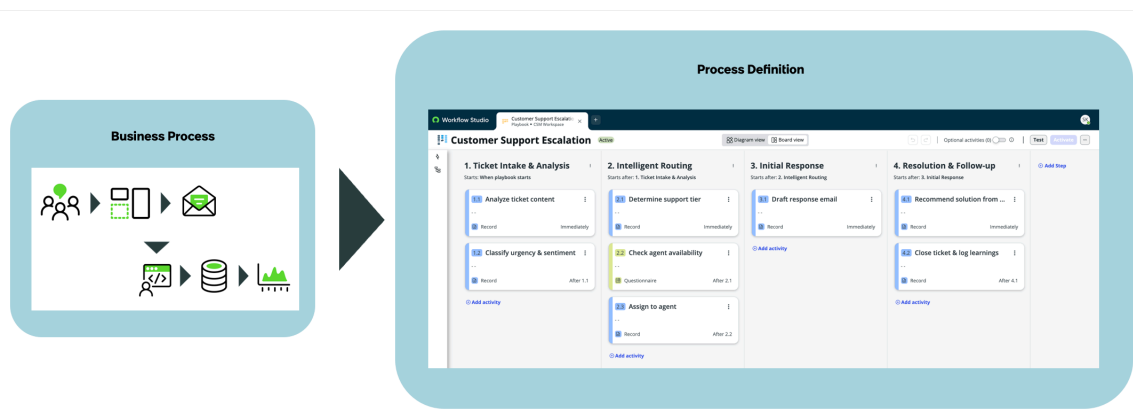 Business Process
Process Definition
Workflow Studio
Customer Support Escalatio
Playbook • CSM Workspace
Customer Support Escalation Active
Diagram view Board view
Optional activities (0)
Test
1. Ticket Intake & Analysis
Starts: When playbook starts
1.1 Analyze ticket content
--
Record Immediately
1.2 Classify urgency & sentiment
--
Record After 1.1
Add activity
2. Intelligent Routing
Starts after: 1. Ticket Intake & Analysis
2.1 Determine support tier
--
Record Immediately
2.2 Check agent availability
--
Questionnaire After 2.1
2.3 Assign to agent
--
Record After 2.2
Add activity
3. Initial Response
Starts after: 2. Intelligent Routing
3.1 Draft response email
--
Record Immediately
Add activity
4. Resolution & Follow-up
Starts after: 3. Initial Response
4.1 Recommend solution from ...
--
Record Immediately
4.2 Close ticket & log learnings
--
Record After 4.1
Add activity
Add Step